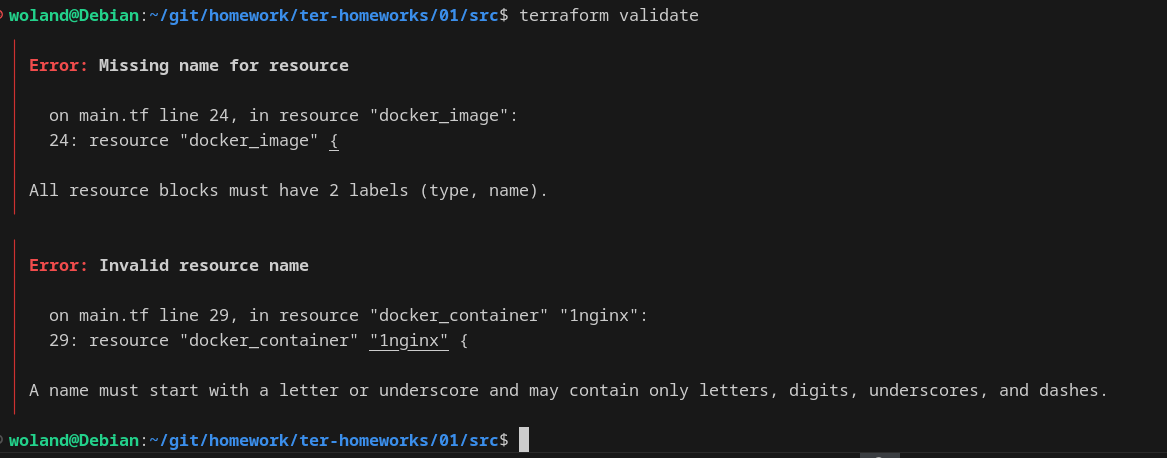 woland@Debian:~/git/homework/ter-homeworks/01/src$ terraform validate
Error: Missing name for resource
on main.tf line 24, in resource "docker_image":
24: resource "docker_image" {
All resource blocks must have 2 labels (type, name).
Error: Invalid resource name
on main.tf line 29, in resource "docker_container" "1nginx":
29: resource "docker_container" "1nginx" {
A name must start with a letter or underscore and may contain only letters, digits, underscores, and dashes.
woland@Debian:~/git/homework/ter-homeworks/01/src$